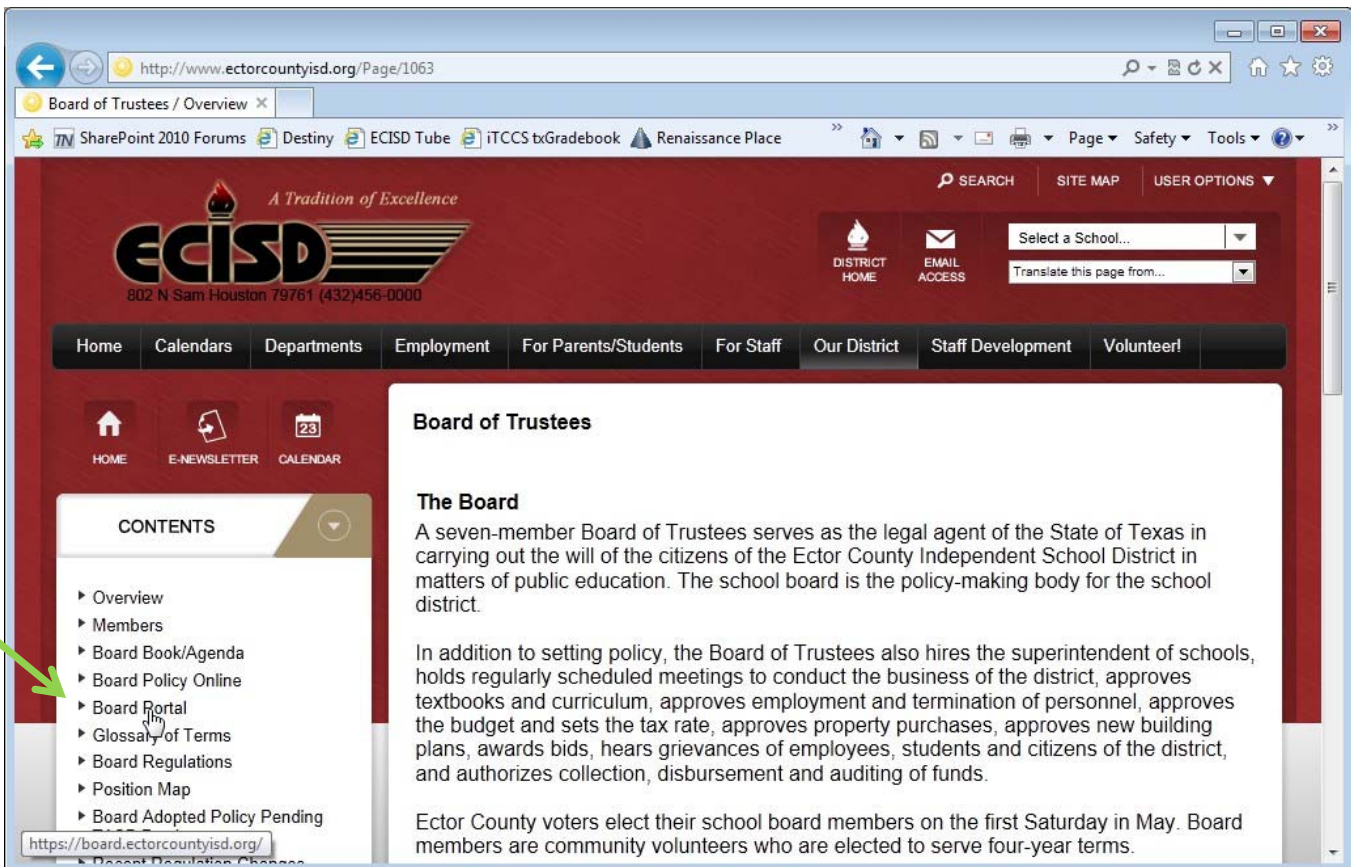 http://www.ectorcountyisd.org/Page/1063
Board of Trustees / Overview
SharePoint 2010 Forums Destiny ECISD Tube iTCCS txGradebook Renaissance Place Page Safety Tools
SEARCH SITE MAP USER OPTIONS
A Tradition of Excellence
ECISD
802 N Sam Houston 79761 (432)456-0000
DISTRICT HOME
EMAIL ACCESS
Select a School...
Translate this page from...
Home Calendars Departments Employment For Parents/Students For Staff Our District Staff Development Volunteer!
23
HOME E-NEWSLETTER CALENDAR
CONTENTS
Overview
Members
Board Book/Agenda
Board Policy Online
Board Portal
Glossary of Terms
Board Regulations
Position Map
Board Adopted Policy Pending
https://board.ectorcountyisd.org/
Recent Regulation Changes
Board of Trustees
The Board
A seven-member Board of Trustees serves as the legal agent of the State of Texas in
carrying out the will of the citizens of the Ector County Independent School District in
matters of public education. The school board is the policy-making body for the school
district.
In addition to setting policy, the Board of Trustees also hires the superintendent of schools,
holds regularly scheduled meetings to conduct the business of the district, approves
textbooks and curriculum, approves employment and termination of personnel, approves
the budget and sets the tax rate, approves property purchases, approves new building
plans, awards bids, hears grievances of employees, students and citizens of the district,
and authorizes collection, disbursement and auditing of funds.
Ector County voters elect their school board members on the first Saturday in May. Board
members are community volunteers who are elected to serve four-year terms.